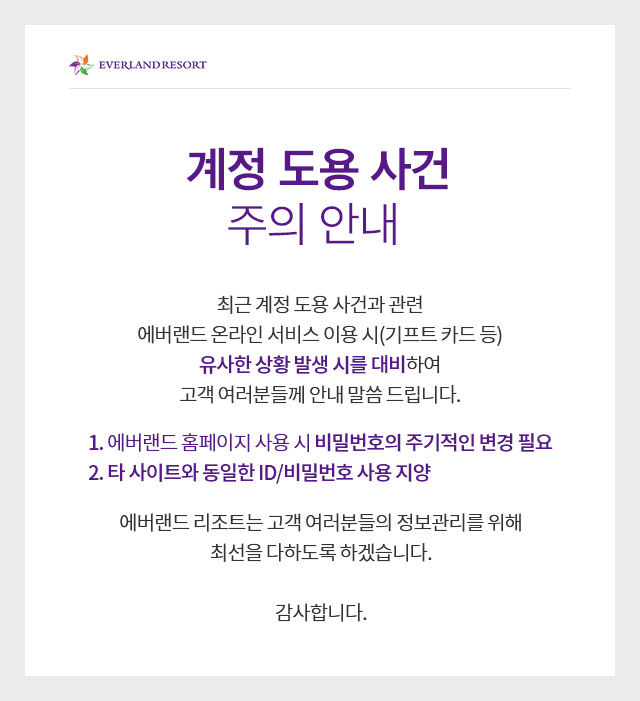 EVERLAND RESORT
계정 도용 사건
주의 안내
최근 계정 도용 사건과 관련
에버랜드 온라인 서비스 이용 시(기프트 카드 등)
유사한 상황 발생 시를 대비하여
고객 여러분들께 안내 말씀 드립니다.
1. 에버랜드 홈페이지 사용 시 비밀번호의 주기적인 변경 필요
2. 타 사이트와 동일한 ID/비밀번호 사용 지양
에버랜드 리조트는 고객 여러분들의 정보관리를 위해
최선을 다하도록 하겠습니다.
감사합니다.